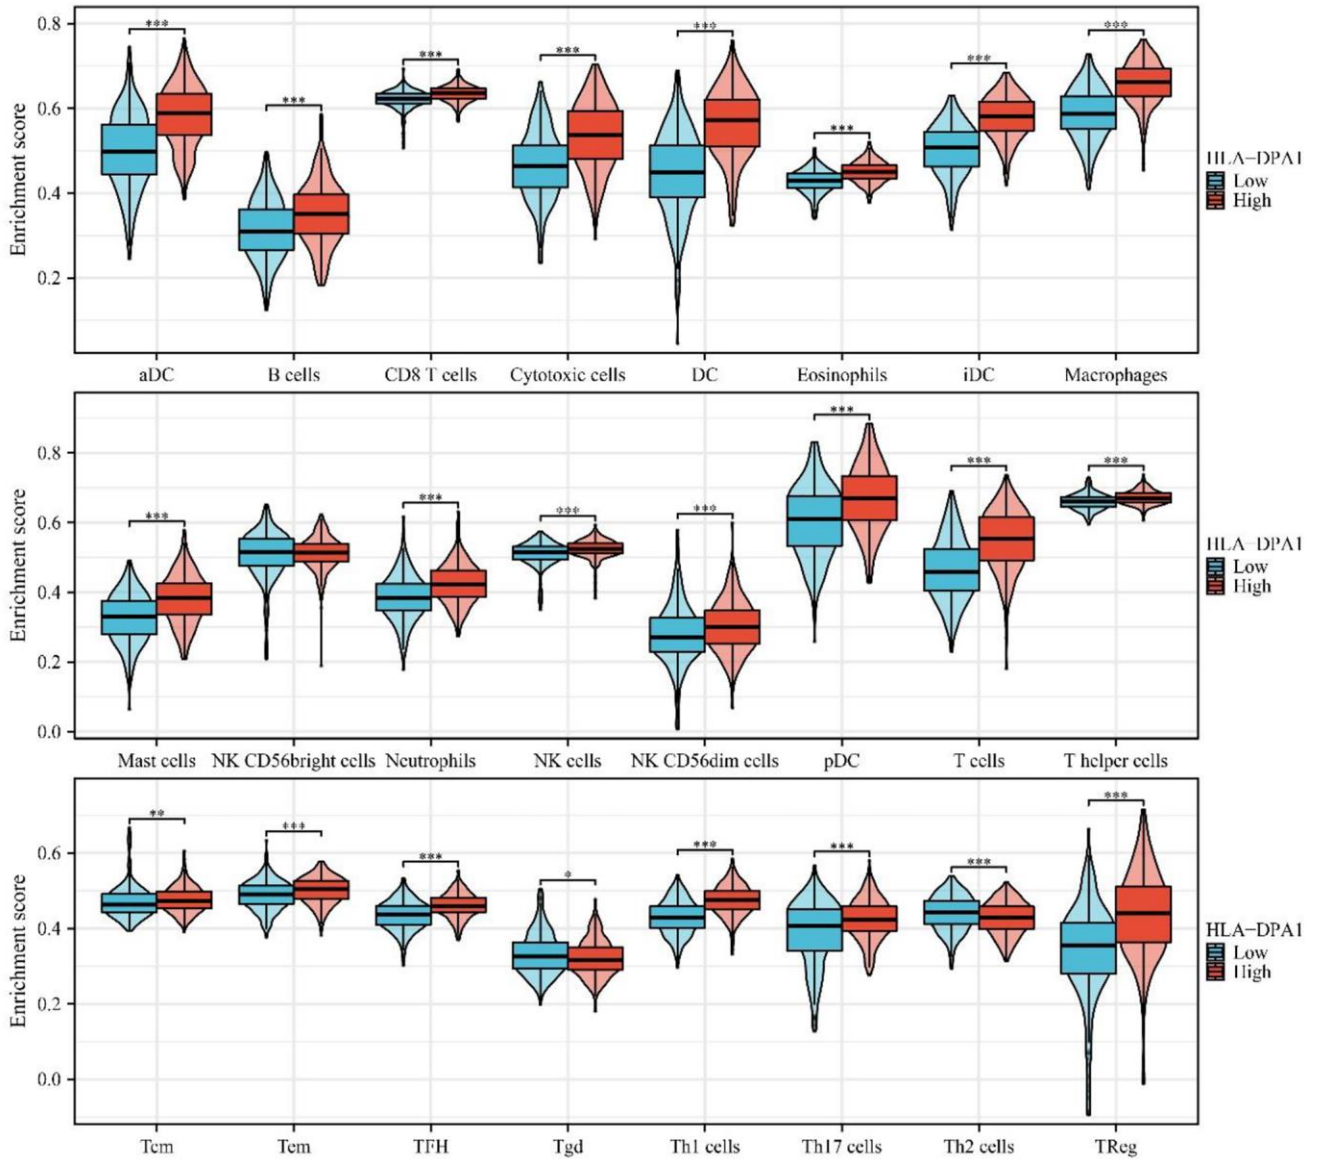 0.8
***
***
***
***
***
***
***
***
0.6
0.4
0.2
Enrichment score
HLA-DPA1
Low
High
aDC B cells CD8 T cells Cytotoxic cells DC Eosinophils iDC Macrophages
0.8
***
***
***
***
***
***
***
0.6
0.4
0.2
0.0
Enrichment score
HLA-DPA1
Low
High
Mast cells NK CD56bright cells Neutrophils NK cells NK CD56dim cells pDC T cells T helper cells
**
***
***
*
***
***
***
***
0.6
0.4
0.2
0.0
Enrichment score
HLA-DPA1
Low
High
Tcm Tem TFH Tgd Th1 cells Th17 cells Th2 cells TReg